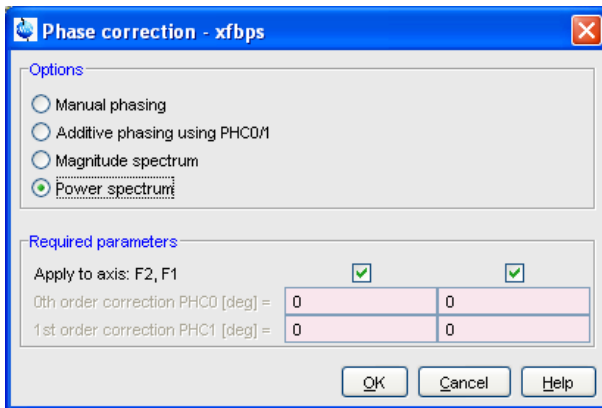 Phase correction - xfbps
Options
Manual phasing
Additive phasing using PHC0/1
Magnitude spectrum
Power spectrum
Required parameters
Apply to axis: F2, F1
0th order correction PHC0 [deg] = 0 0
1st order correction PHC1 [deg] = 0 0
OK Cancel Help